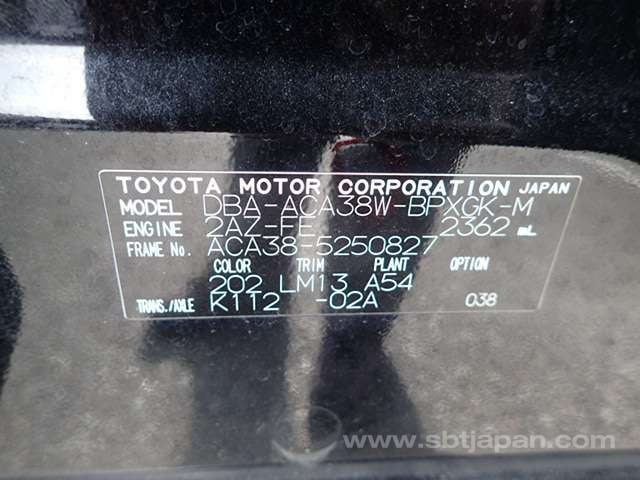 TOYOTA MOTOR CORPORATION JAPAN
MODEL DBA-ACA38W-BPXGK-M
ENGINE 2AZ-FE 2362 mL
FRAME No. ACA38-5250827
COLOR TRIM PLANT OPTION
202 LM13 A54
TRANS./AXLE K112 -02A 038
www.sbtjapan.com